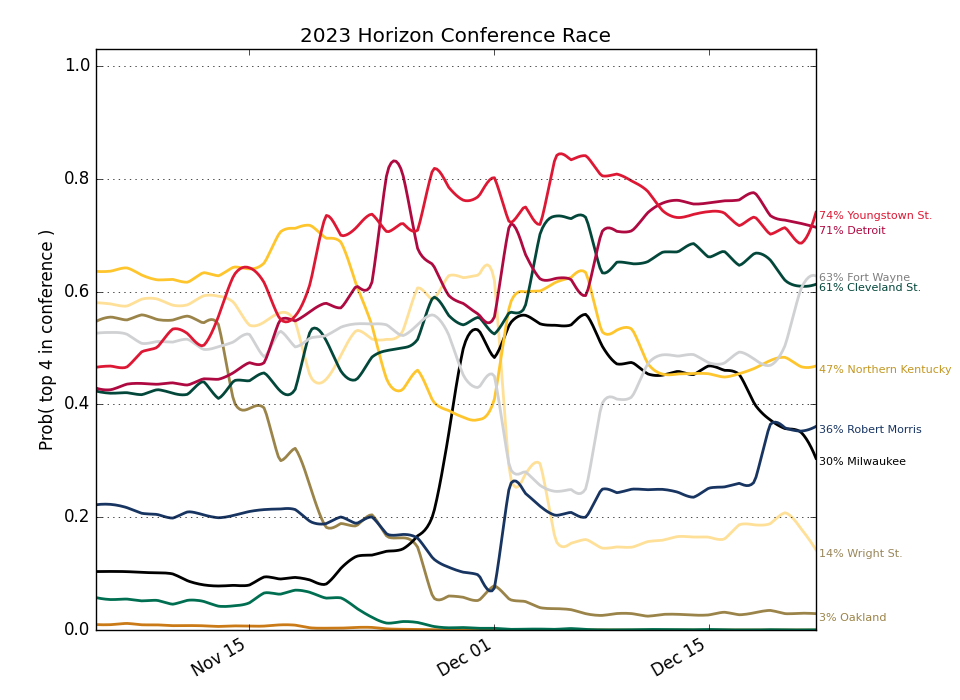 2023 Horizon Conference Race
Prob( top 4 in conference )
1.0
0.8
0.6
0.4
0.2
0.0
Nov 15
Dec 01
Dec 15
74% Youngstown St.
71% Detroit
63% Fort Wayne
61% Cleveland St.
47% Northern Kentucky
36% Robert Morris
30% Milwaukee
14% Wright St.
3% Oakland